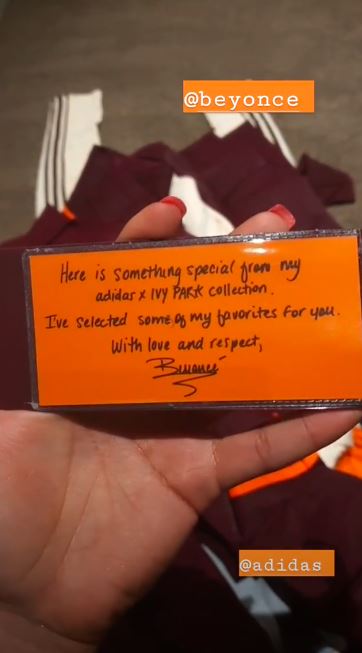 @beyonce
Here is something special from my
adidas x IVY PARK collection.
I've selected some of my favorites for you.
With love and respect,
Beyoncé
@adidas